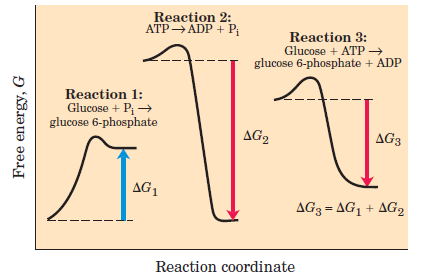 Reaction 2:
ATP → ADP + Pᵢ
Reaction 3:
Glucose + ATP →
glucose 6-phosphate + ADP
Reaction 1:
Glucose + Pᵢ →
glucose 6-phosphate
ΔG₁
ΔG₂
ΔG₃
ΔG₃ = ΔG₁ + ΔG₂
Free energy, G
Reaction coordinate